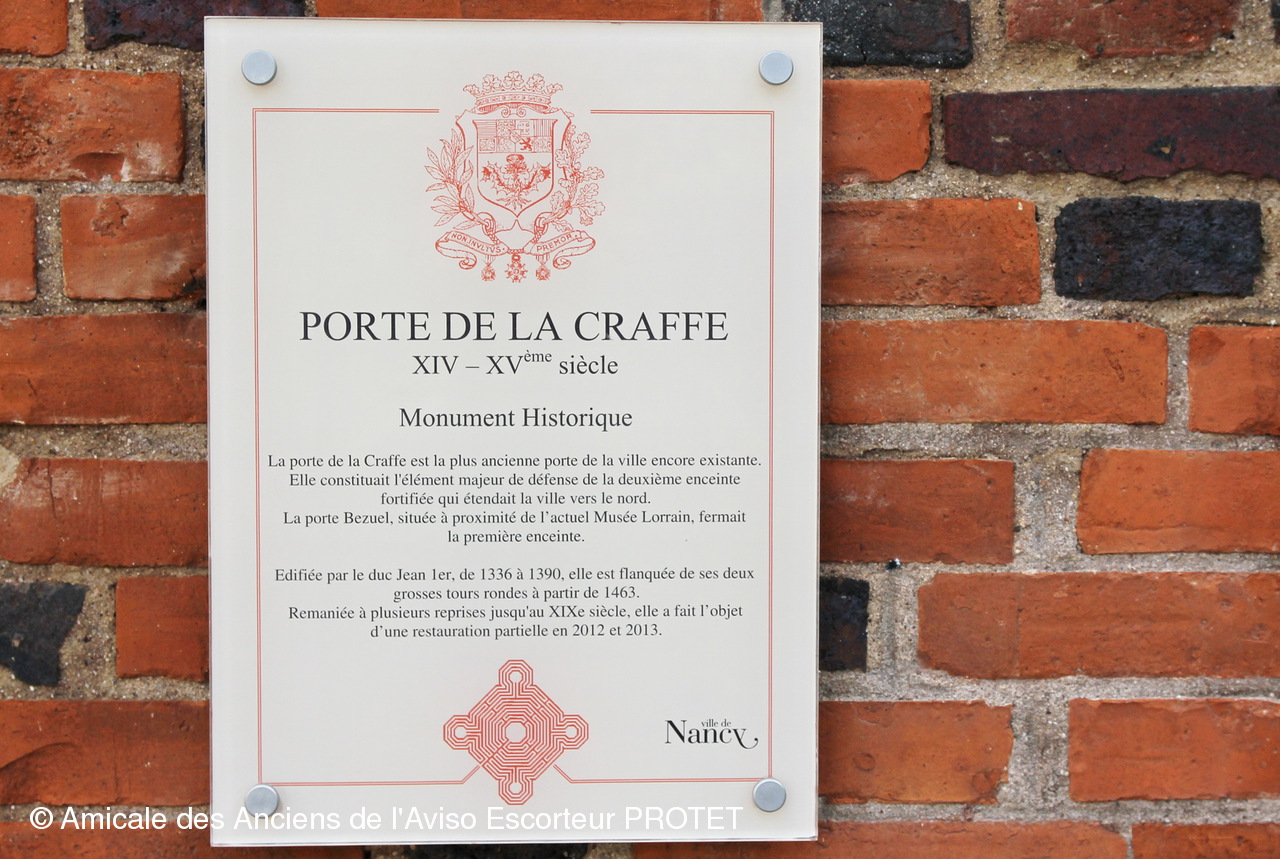 NON INVLTVS PREMOR
PORTE DE LA CRAFFE
XIV – XVème siècle
Monument Historique
La porte de la Craffe est la plus ancienne porte de la ville encore existante.
Elle constituait l'élément majeur de défense de la deuxième enceinte
fortifiée qui étendait la ville vers le nord.
La porte Bezuel, située à proximité de l’actuel Musée Lorrain, fermait
la première enceinte.
Edifiée par le duc Jean 1er, de 1336 à 1390, elle est flanquée de ses deux
grosses tours rondes à partir de 1463.
Remaniée à plusieurs reprises jusqu'au XIXe siècle, elle a fait l’objet
d’une restauration partielle en 2012 et 2013.
ville de
Nancy
© Amicale des Anciens de l'Aviso Escorteur PROTET